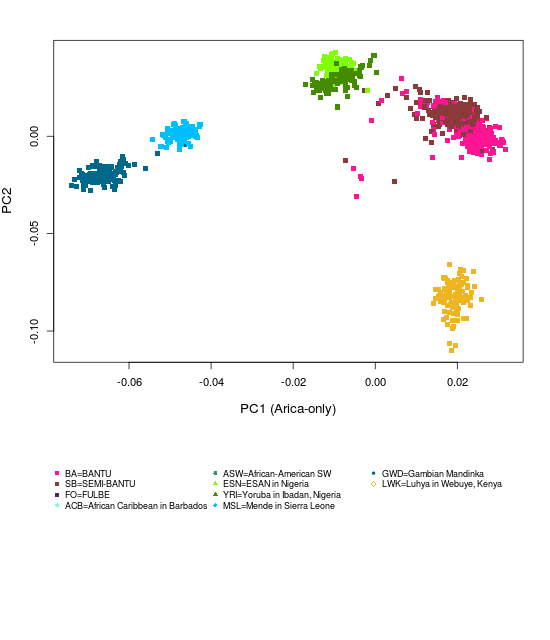 0.00
-0.05
-0.10
PC2
-0.06
-0.04
-0.02
0.00
0.02
PC1 (Arica-only)
BA=BANTU
SB=SEMI-BANTU
FO=FULBE
ACB=African Caribbean in Barbados
ASW=African-American SW
ESN=ESAN in Nigeria
YRI=Yoruba in Ibadan, Nigeria
MSL=Mende in Sierra Leone
GWD=Gambian Mandinka
LWK=Luhya in Webuye, Kenya